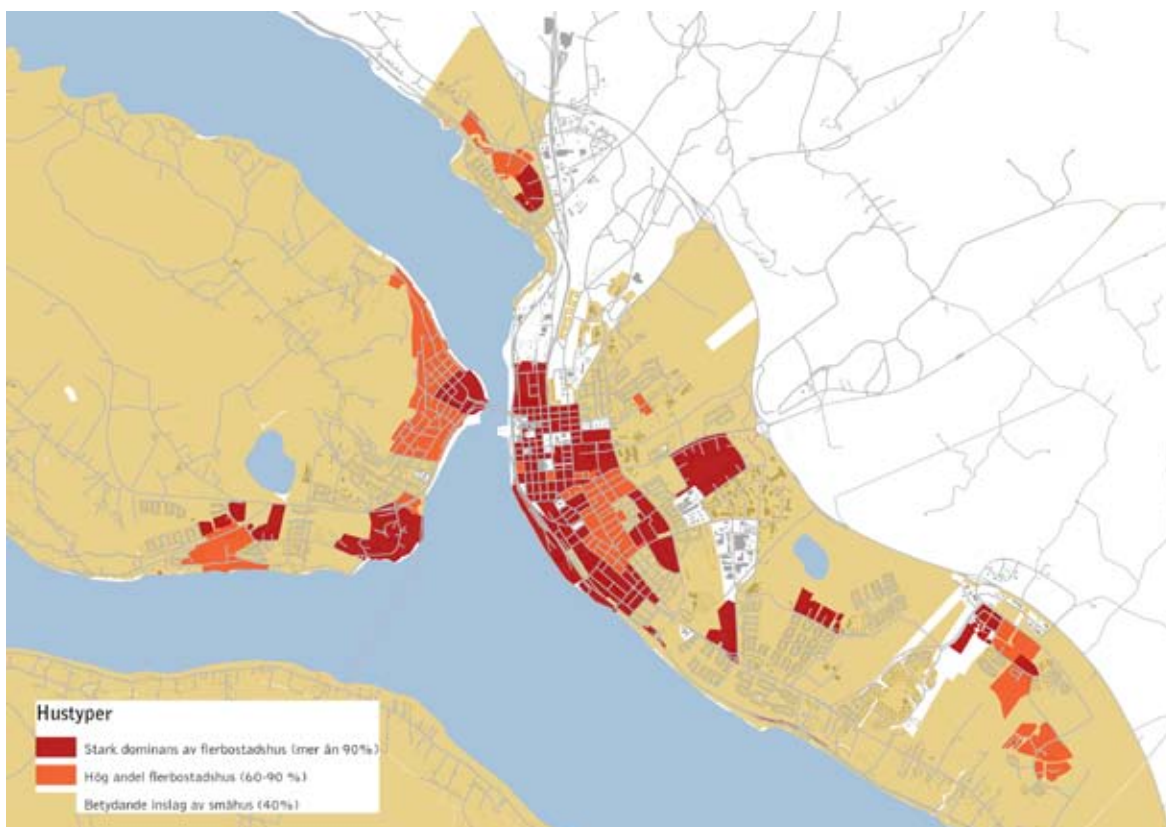 Hustyper
Stark dominans av flerbostadshus (mer än 90%)
Hög andel flerbostadshus (60-90 %)
Betydande inslag av småhus (40%)